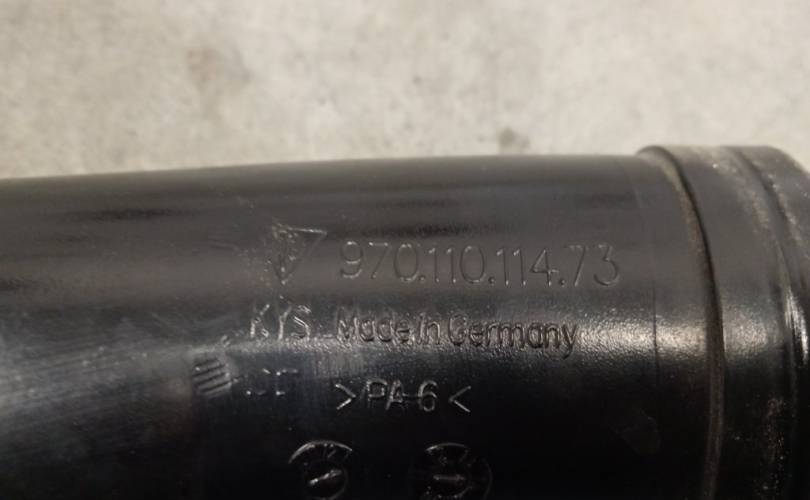 970.110.114.73
KYS Made in Germany
>PA-6<